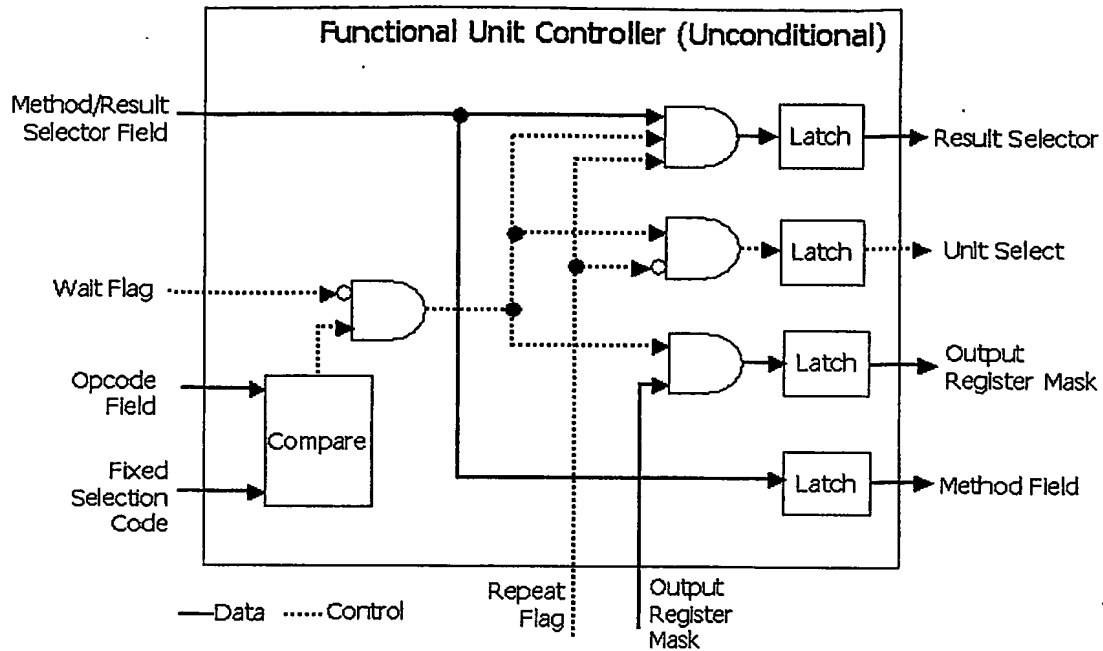 Functional Unit Controller (Unconditional)
Method/Result
Selector Field
Latch
Result Selector
Latch
Unit Select
Wait Flag
Latch
Output
Register Mask
Opcode
Field
Compare
Fixed
Selection
Code
Latch
Method Field
Data
Control
Repeat
Flag
Output
Register
Mask